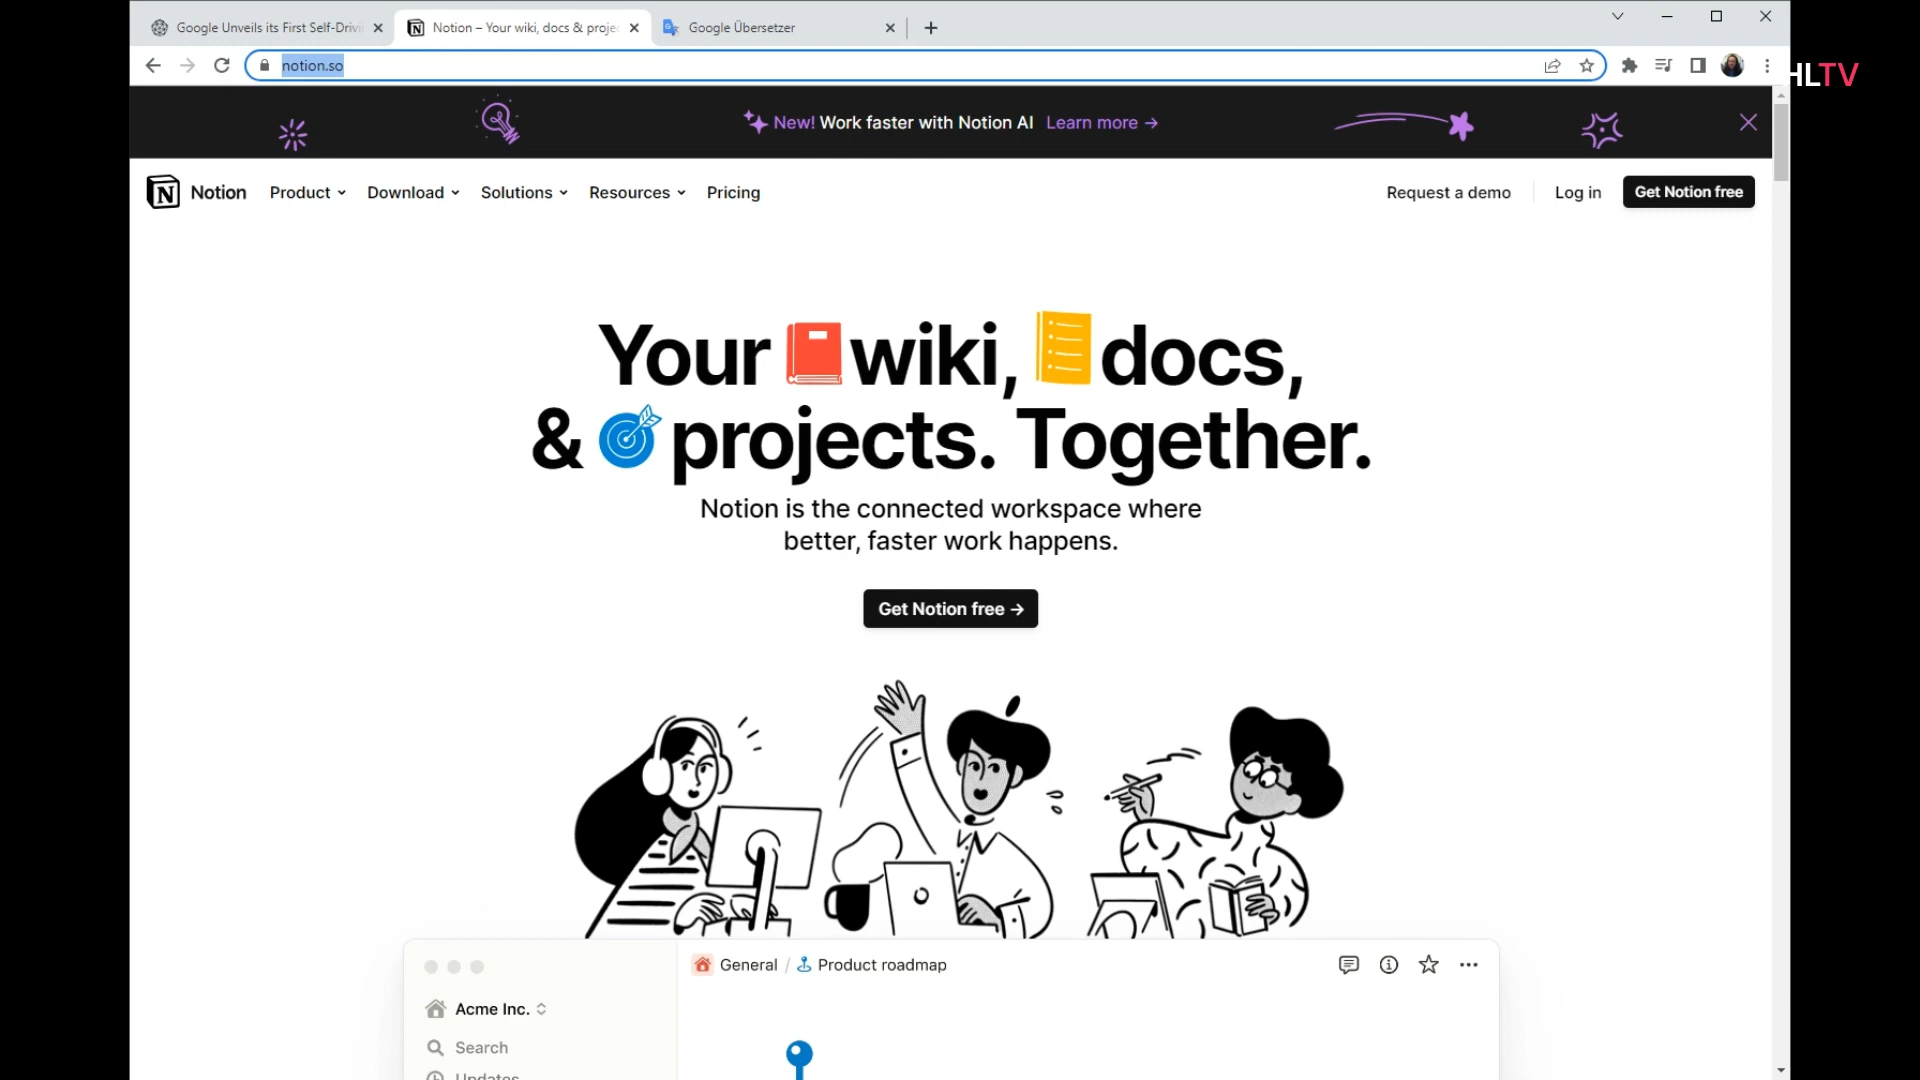 Google Unveils its First Self-Drivi
Notion – Your wiki, docs & proje
Google Übersetzer
notion.so
HLTV
New! Work faster with Notion AI Learn more →
Notion
Product
Download
Solutions
Resources
Pricing
Request a demo
Log in
Get Notion free
Your wiki, docs,
& projects. Together.
Notion is the connected workspace where
better, faster work happens.
Get Notion free →
General / Product roadmap
Acme Inc.
Search
Updates